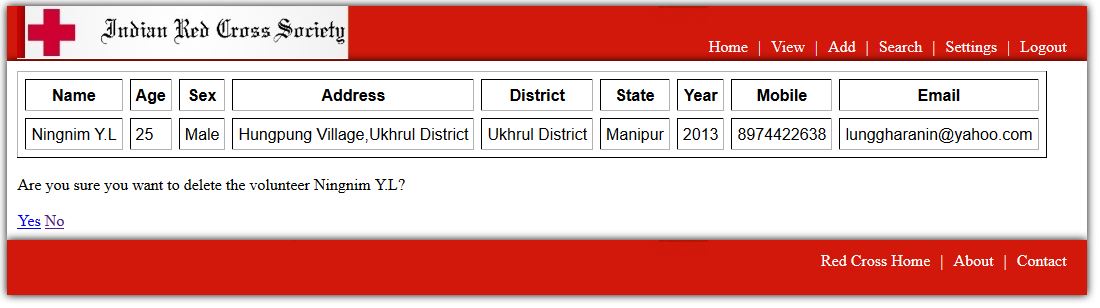 Indian Red Cross Society
Home | View | Add | Search | Settings | Logout
Name Age Sex Address District State Year Mobile Email
Ningnim Y.L 25 Male Hungpung Village,Ukhrul District Ukhrul District Manipur 2013 8974422638 lunggharanin@yahoo.com
Are you sure you want to delete the volunteer Ningnim Y.L?
Yes No
Red Cross Home | About | Contact